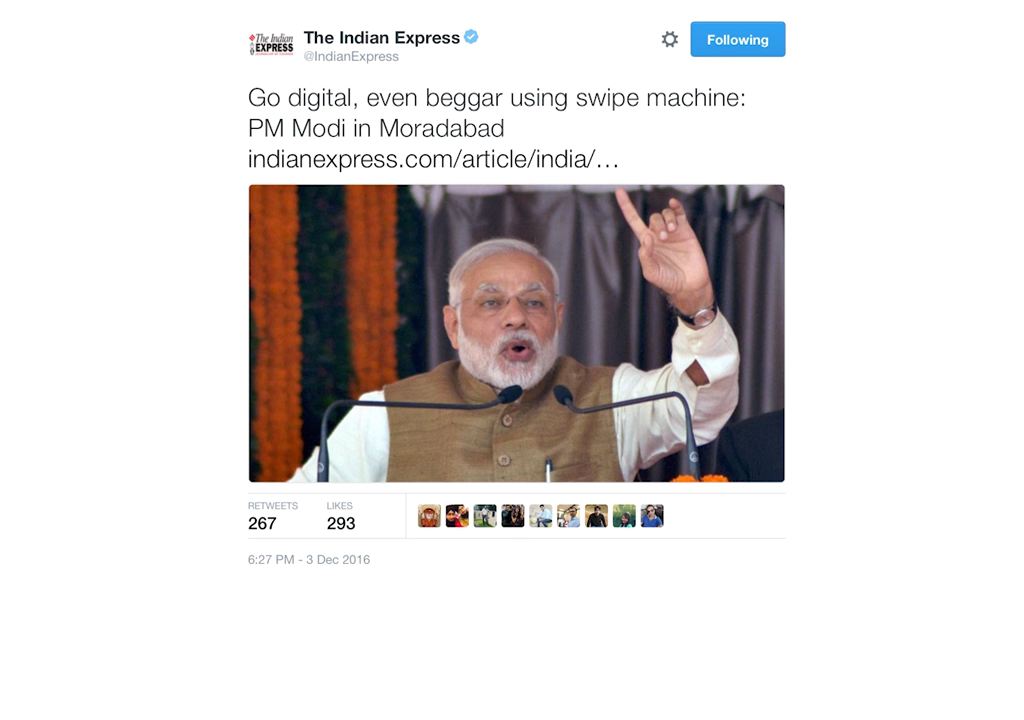 The Indian
EXPRESS
The Indian Express
@IndianExpress
Following
Go digital, even beggar using swipe machine:
PM Modi in Moradabad
indianexpress.com/article/india/…
RETWEETS
267
LIKES
293
6:27 PM - 3 Dec 2016